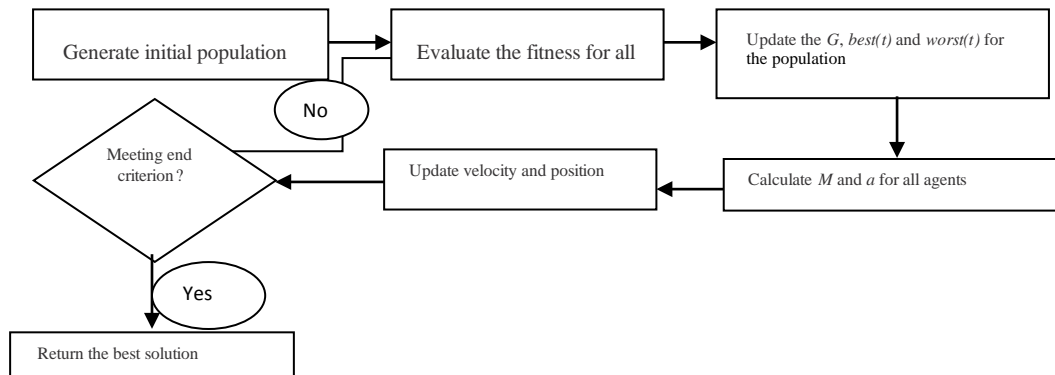 Generate initial population
Evaluate the fitness for all
Update the G, best(t) and worst(t) for
the population
No
Meeting end
criterion ?
Update velocity and position
Calculate M and a for all agents
Yes
Return the best solution